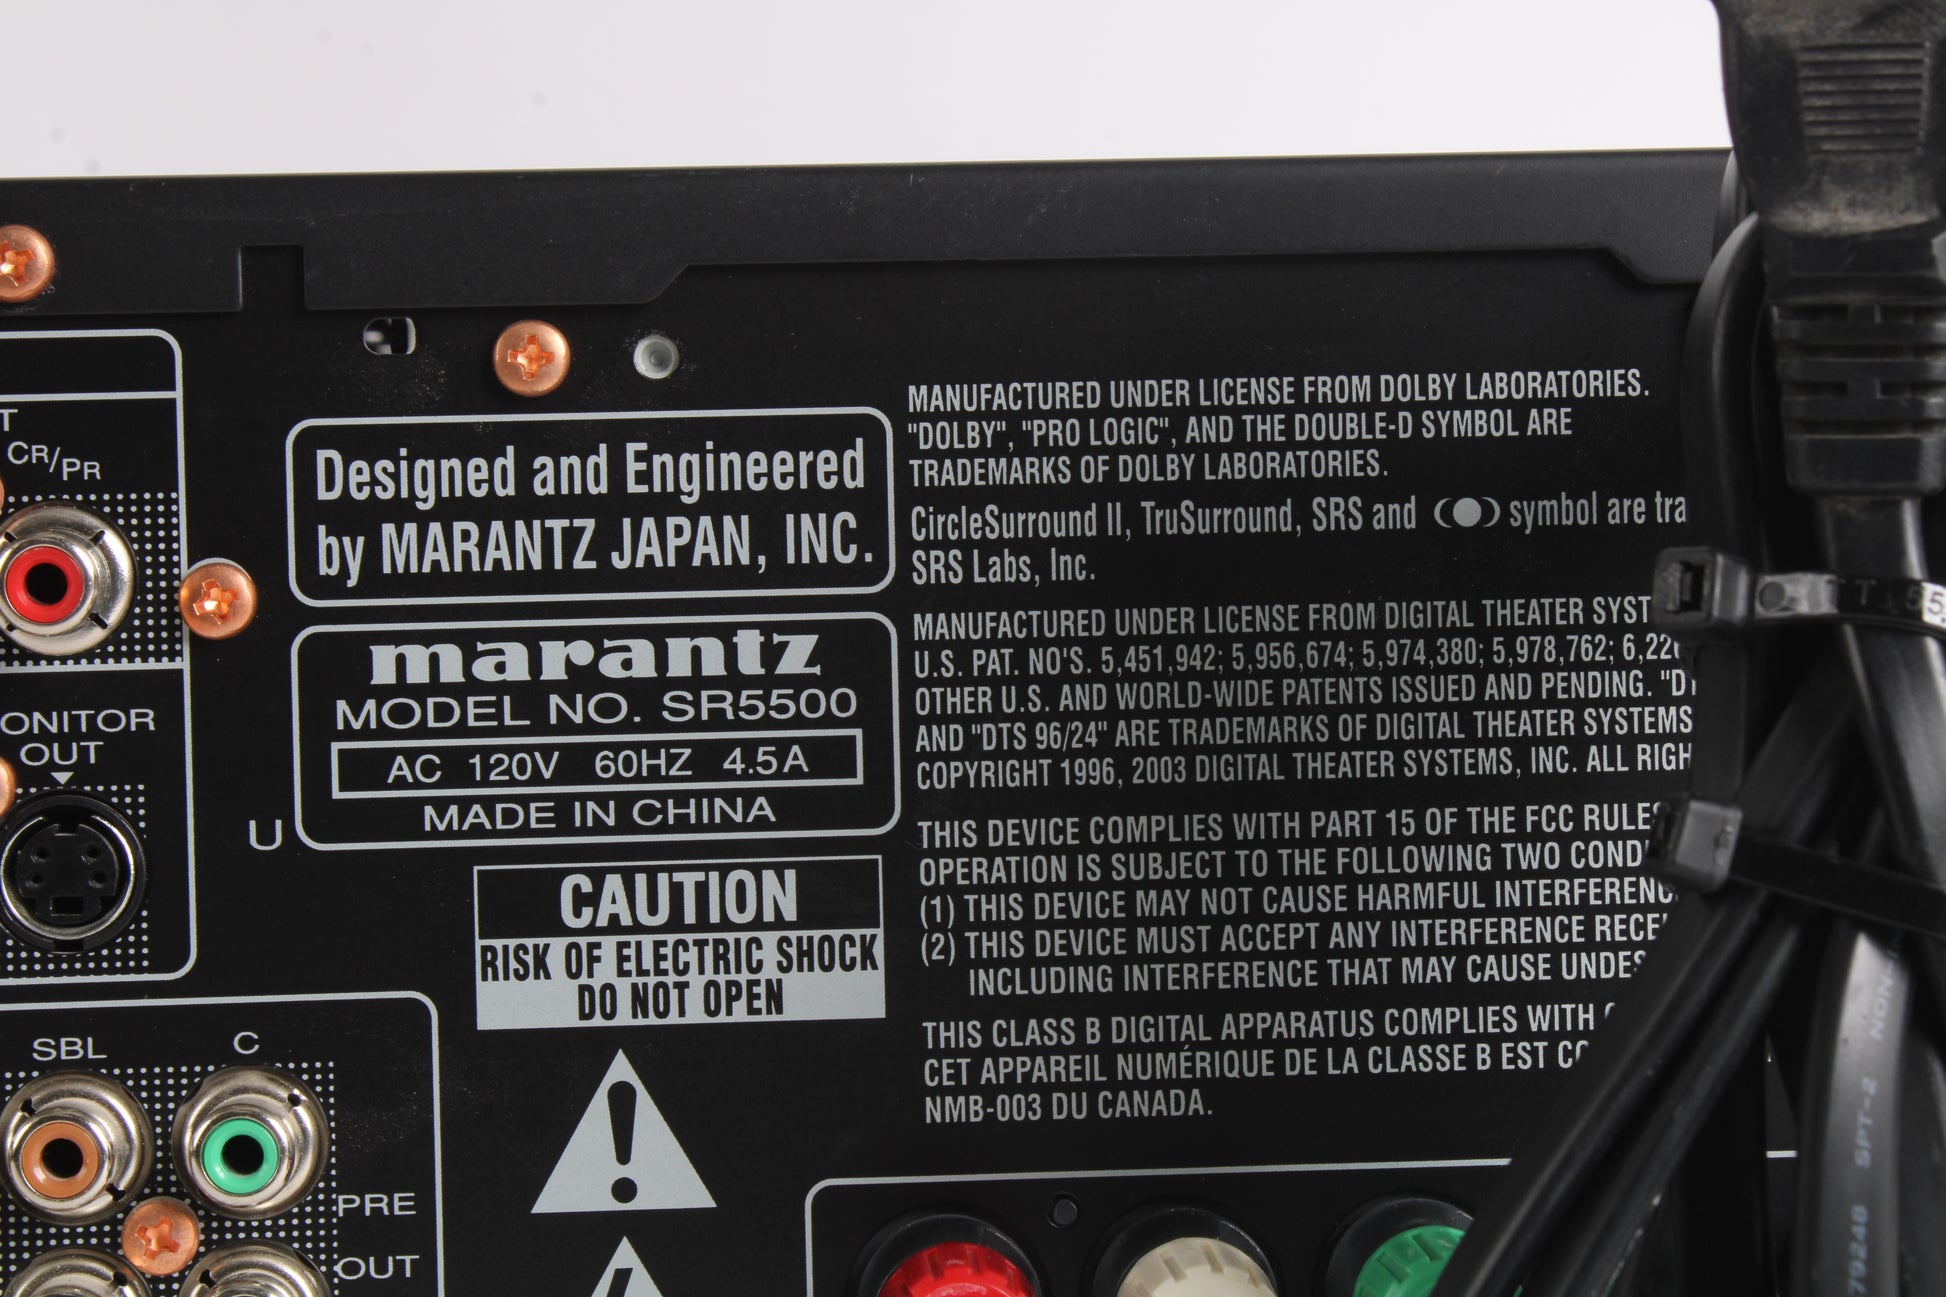 CR/PR
OUT
Designed and Engineered
by MARANTZ JAPAN, INC.
marantz
MODEL NO. SR5500
AC 120V 60HZ 4.5A
MADE IN CHINA
U
CAUTION
RISK OF ELECTRIC SHOCK
DO NOT OPEN
SBL
C
PRE
OUT
MANUFACTURED UNDER LICENSE FROM DOLBY LABORATORIES.
"DOLBY", "PRO LOGIC", AND THE DOUBLE-D SYMBOL ARE
TRADEMARKS OF DOLBY LABORATORIES.
CircleSurround II, TruSurround, SRS and symbol are
SRS Labs, Inc.
MANUFACTURED UNDER LICENSE FROM DIGITAL THEATER
U.S. PAT. NO'S. 5,451,942; 5,956,674; 5,974,380; 5,978,762;
OTHER U.S. AND WORLD-WIDE PATENTS ISSUED AND PENDING.
AND "DTS 96/24" ARE TRADEMARKS OF DIGITAL THEATER SYSTEMS
COPYRIGHT 1996, 2003 DIGITAL THEATER SYSTEMS, INC. ALL
THIS DEVICE COMPLIES WITH PART 15 OF THE FCC
OPERATION IS SUBJECT TO THE FOLLOWING TWO
(1) THIS DEVICE MAY NOT CAUSE HARMFUL
(2) THIS DEVICE MUST ACCEPT ANY INTERFERENCE
INCLUDING INTERFERENCE THAT MAY CAUSE
THIS CLASS B DIGITAL APPARATUS COMPLIES WITH
CET APPAREIL NUMÉRIQUE DE LA CLASSE B EST
NMB-003 DU CANADA.
SPT-2